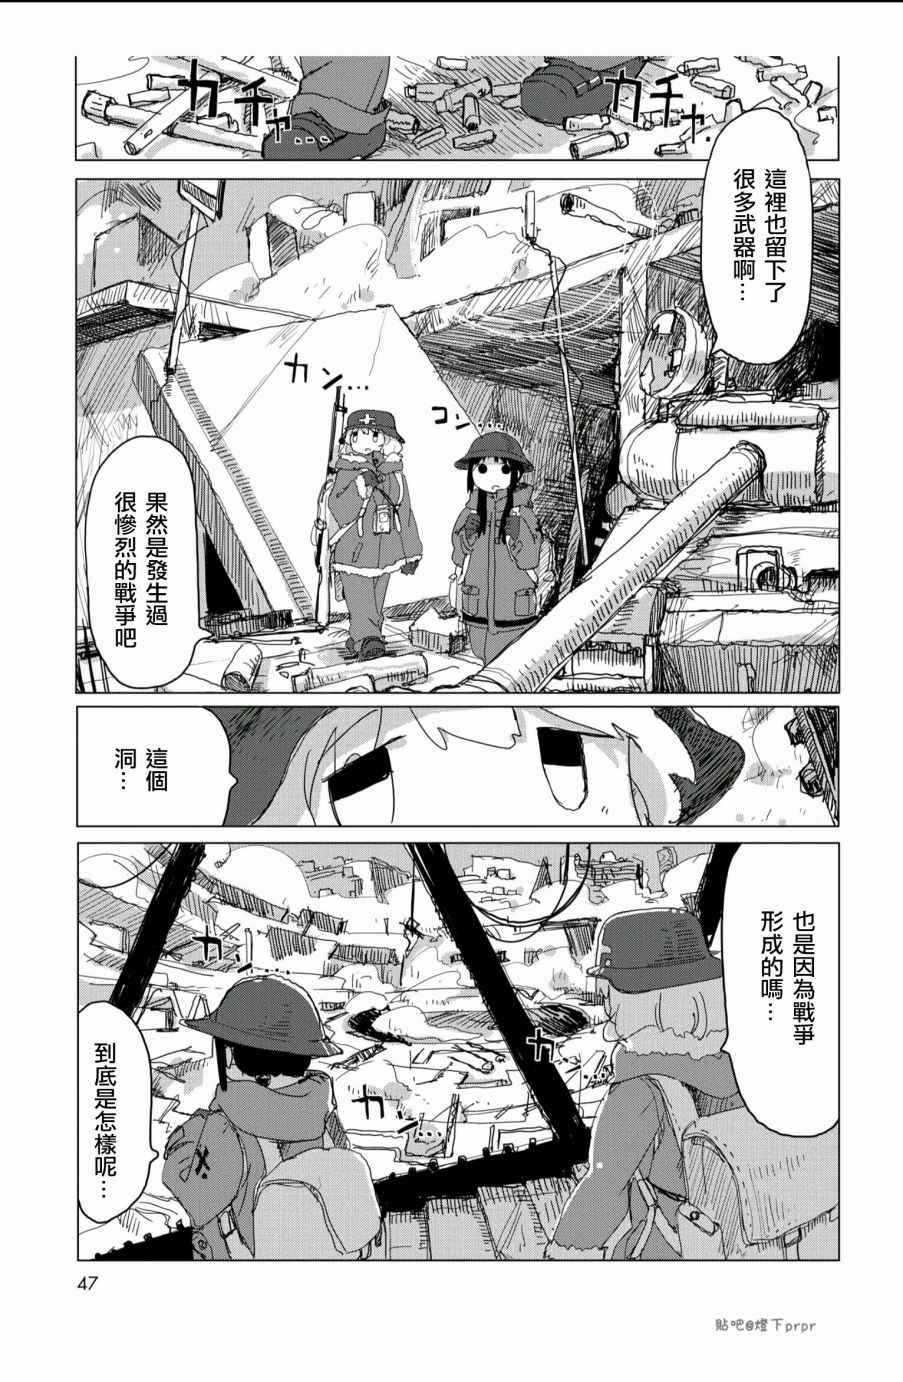 カチャ…
カチャ…
這裡也留下了
很多武器啊…
カン…
コン…
果然是發生過
很慘烈的戰爭吧
這個
洞…
也是因為戰爭
形成的嗎…
カン…
カン…
カン…
到底是怎樣呢…
47
貼吧@燈下prpr